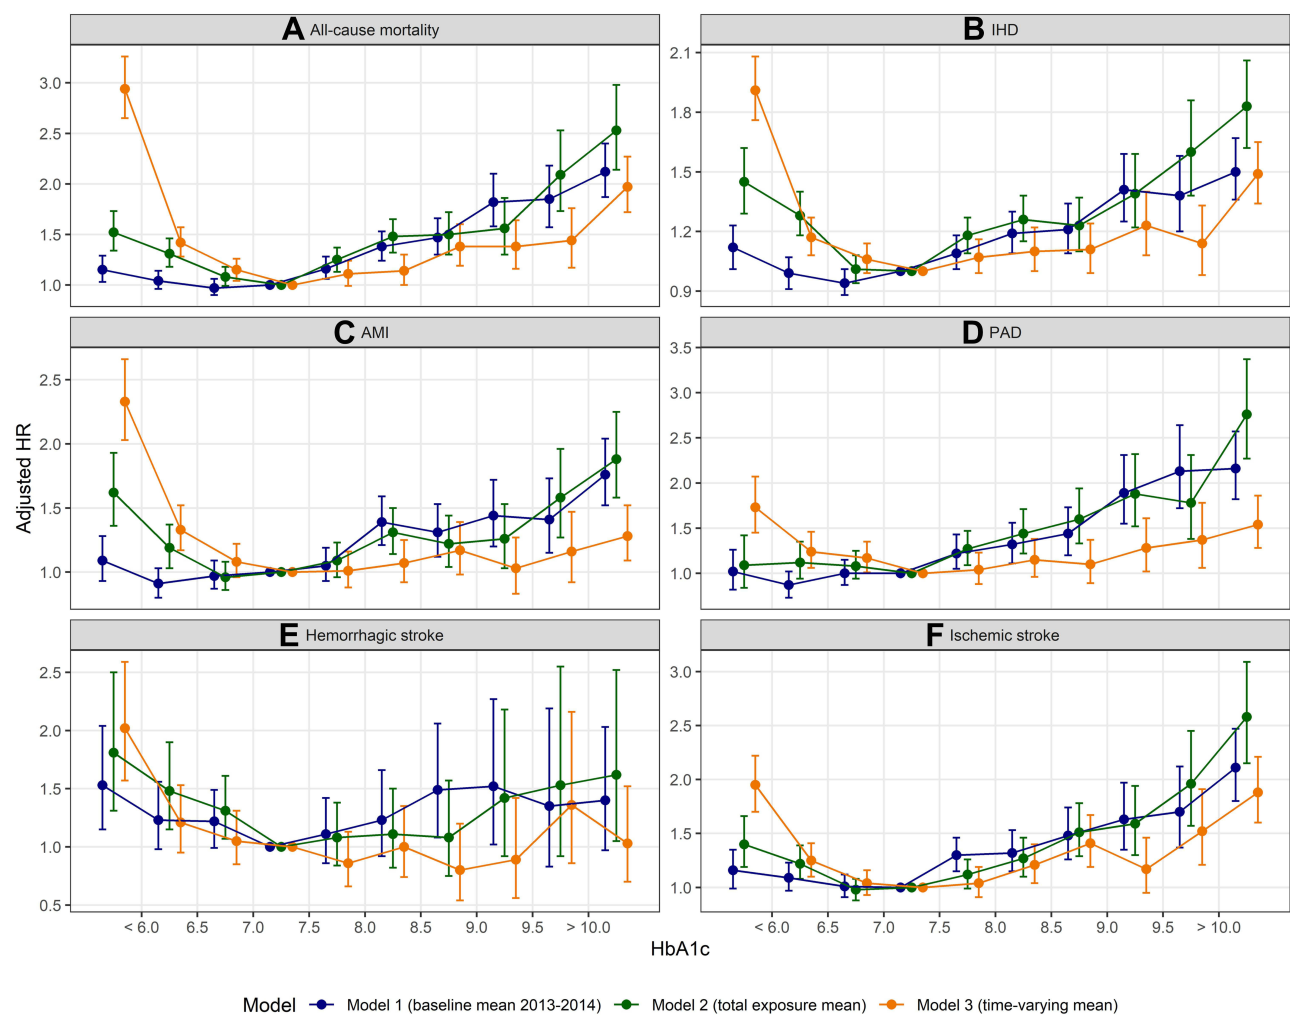 A All-cause mortality
B IHD
3.0
2.5
2.0
1.5
1.0
2.1
1.8
1.5
1.2
0.9
C AMI
D PAD
2.5
2.0
1.5
1.0
3.5
3.0
2.5
2.0
1.5
1.0
Adjusted HR
E Hemorrhagic stroke
F Ischemic stroke
2.5
2.0
1.5
1.0
0.5
3.0
2.5
2.0
1.5
1.0
< 6.0 6.5 7.0 7.5 8.0 8.5 9.0 9.5 > 10.0
< 6.0 6.5 7.0 7.5 8.0 8.5 9.0 9.5 > 10.0
HbA1c
Model Model 1 (baseline mean 2013-2014) Model 2 (total exposure mean) Model 3 (time-varying mean)